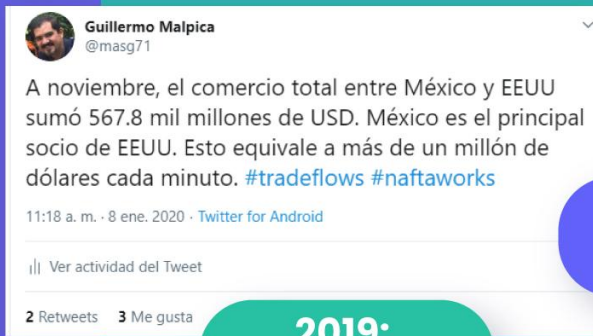 Guillermo Malpica
@masg71
A noviembre, el comercio total entre México y EEUU
sumó 567.8 mil millones de USD. México es el principal
socio de EEUU. Esto equivale a más de un millón de
dólares cada minuto. #tradeflows #naftaworks
11:18 a. m. · 8 ene. 2020 · Twitter for Android
Ver actividad del Tweet
2 Retweets 3 Me gusta
2019: